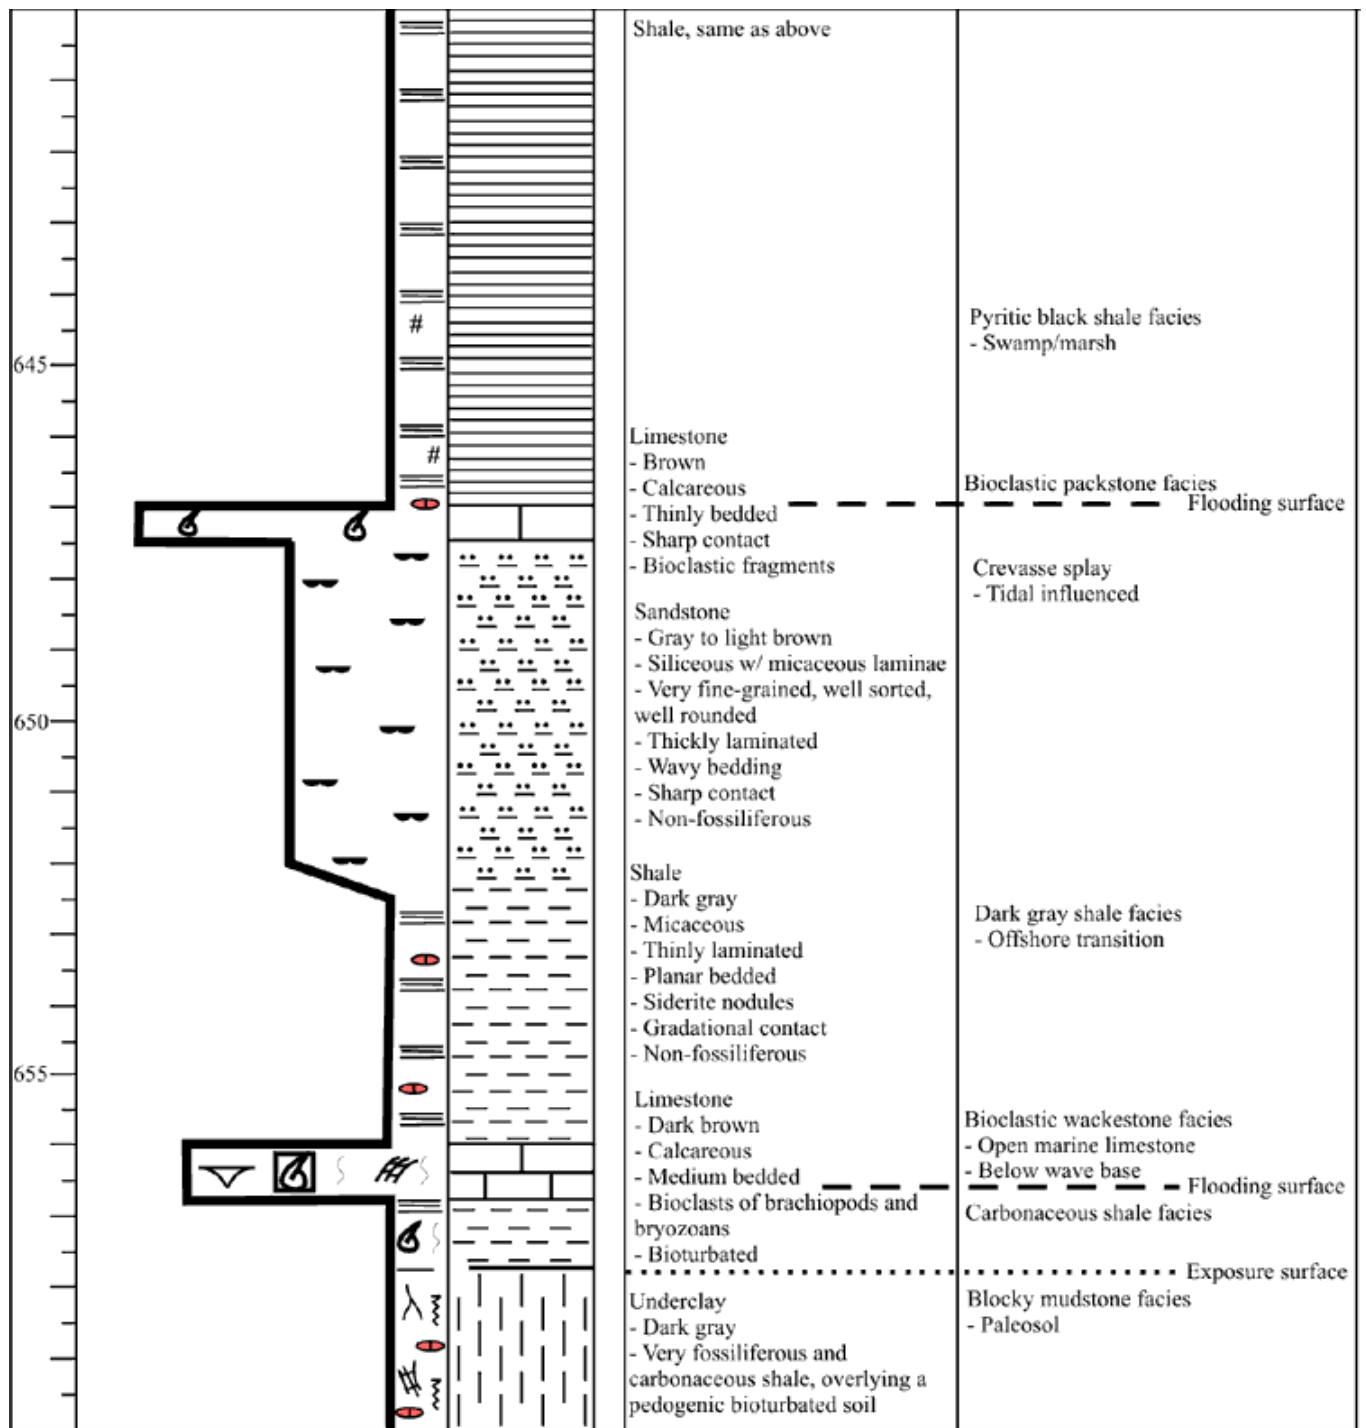 Shale, same as above
Pyritic black shale facies
- Swamp/marsh
645
Limestone
- Brown
- Calcareous
- Thinly bedded
- Sharp contact
- Bioclastic fragments
Bioclastic packstone facies
Flooding surface
Crevasse splay
- Tidal influenced
Sandstone
- Gray to light brown
- Siliceous w/ micaceous laminae
- Very fine-grained, well sorted,
well rounded
- Thickly laminated
- Wavy bedding
- Sharp contact
- Non-fossiliferous
650
Shale
- Dark gray
- Micaceous
- Thinly laminated
- Planar bedded
- Siderite nodules
- Gradational contact
- Non-fossiliferous
Dark gray shale facies
- Offshore transition
655
Limestone
- Dark brown
- Calcareous
- Medium bedded
- Bioclasts of brachiopods and
bryozoans
- Bioturbated
Bioclastic wackestone facies
- Open marine limestone
- Below wave base
Flooding surface
Carbonaceous shale facies
Exposure surface
Underclay
- Dark gray
- Very fossiliferous and
carbonaceous shale, overlying a
pedogenic bioturbated soil
Blocky mudstone facies
- Paleosol